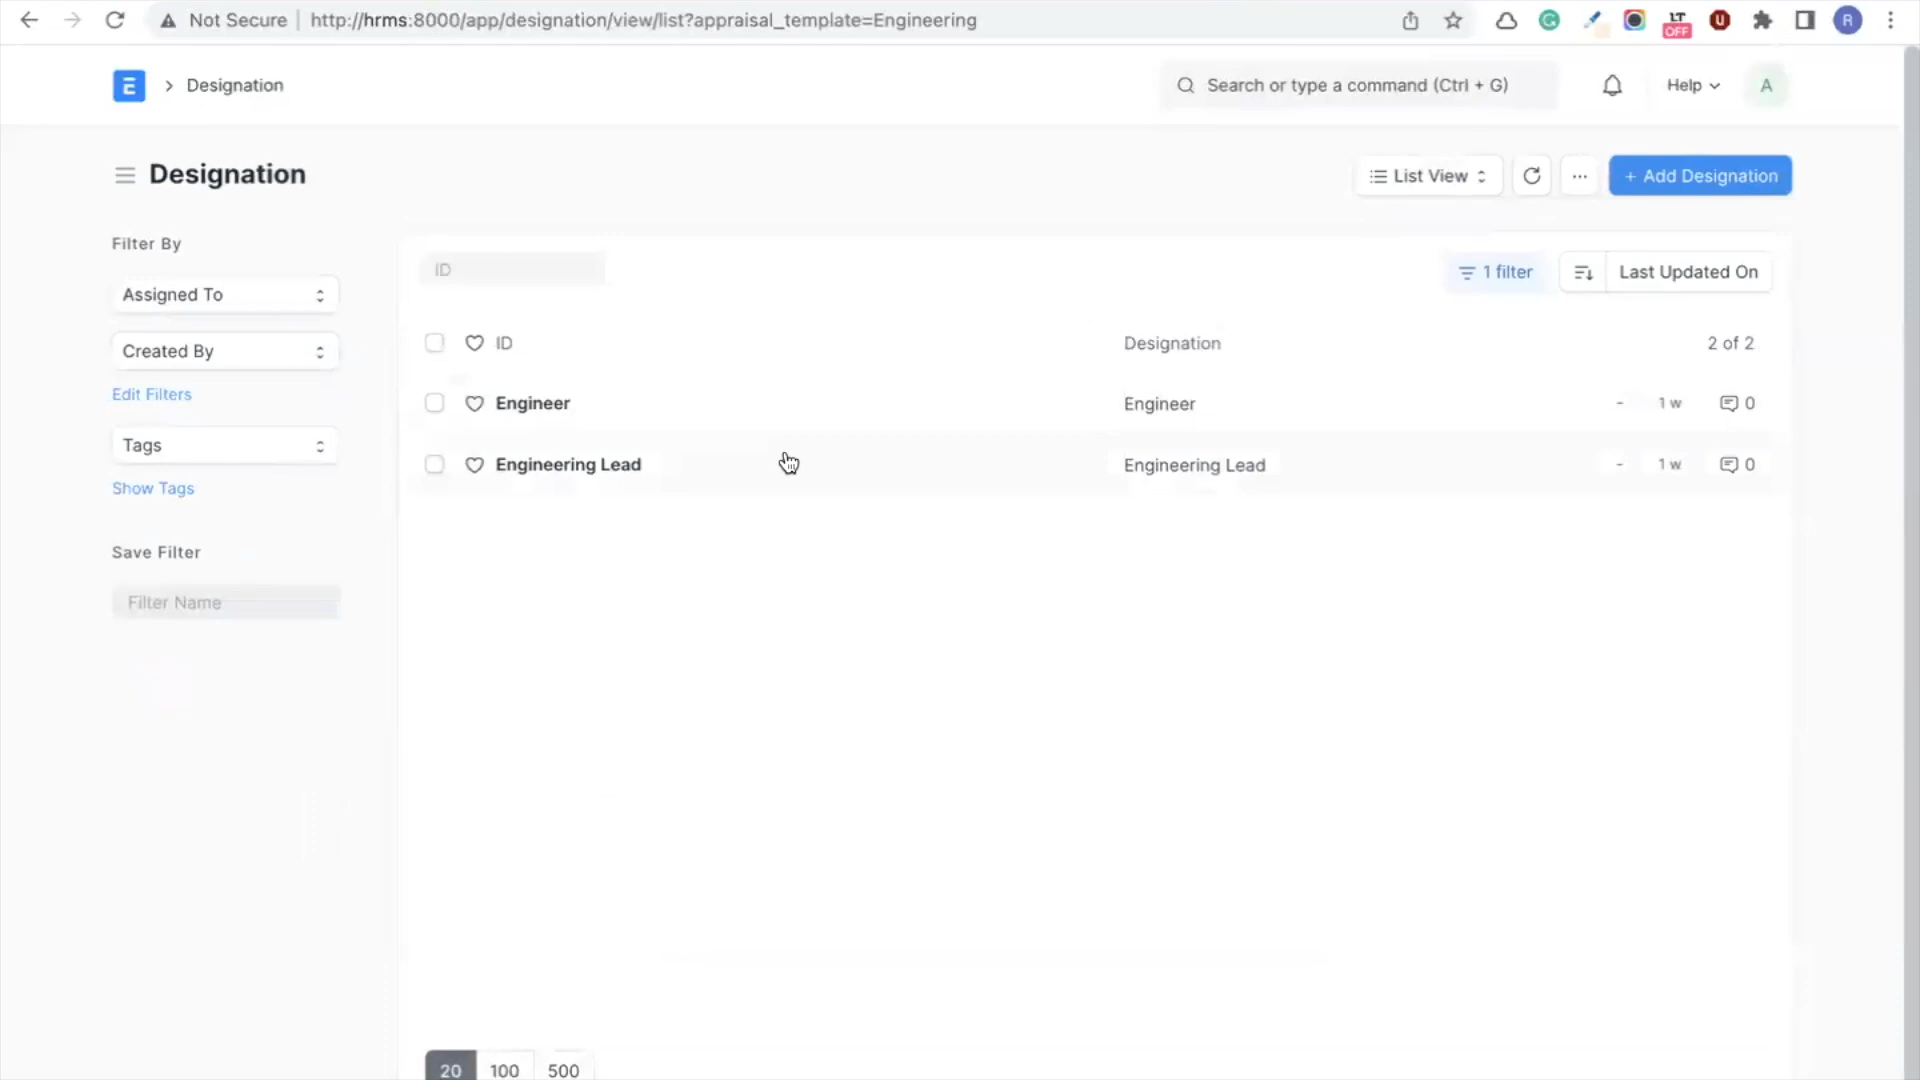 Not Secure http://hrms:8000/app/designation/view/list?appraisal_template=Engineering LT OFF R
E Designation Search or type a command (Ctrl + G) Help A
Designation List View ... + Add Designation
Filter By
ID 1 filter Last Updated On
Assigned To
ID Designation 2 of 2
Created By
Edit Filters
Engineer Engineer - 1 w 0
Tags
Engineering Lead Engineering Lead - 1 w 0
Show Tags
Save Filter
Filter Name
20 100 500